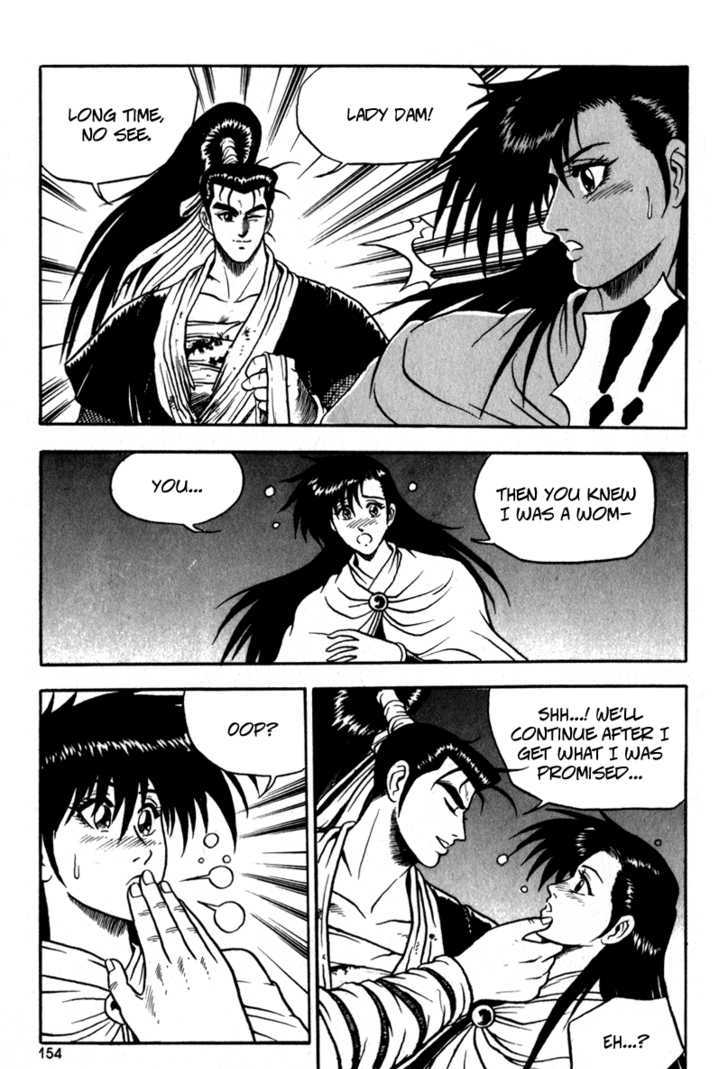 LONG TIME,
NO SEE.
LADY DAM!
YOU...
THEN YOU KNEW
I WAS A WOM-
OOP?
SHH...! WE'LL
CONTINUE AFTER I
GET WHAT I WAS
PROMISED...
EH...?
154